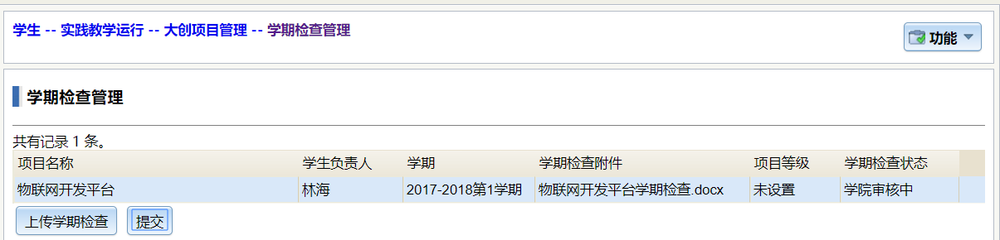 学生 -- 实践教学运行 -- 大创项目管理 -- 学期检查管理
功能
学期检查管理
共有记录 1 条。
项目名称 学生负责人 学期 学期检查附件 项目等级 学期检查状态
物联网开发平台 林海 2017-2018第1学期 物联网开发平台学期检查.docx 未设置 学院审核中
上传学期检查 提交